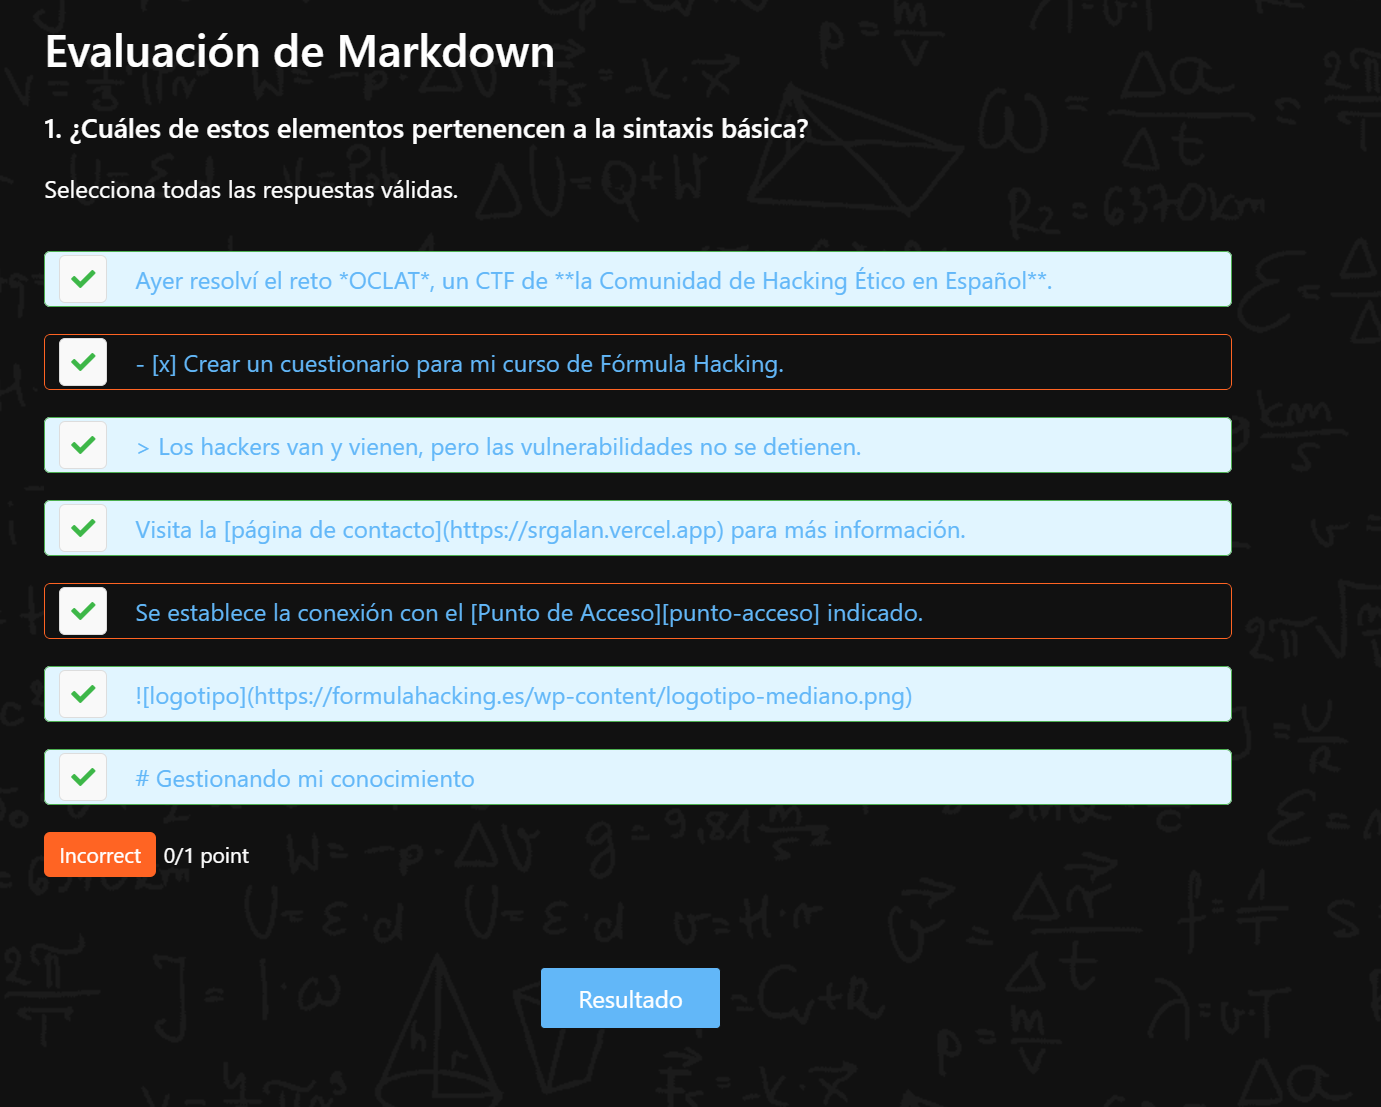 Evaluación de Markdown
1. ¿Cuáles de estos elementos pertenencen a la sintaxis básica?
Selecciona todas las respuestas válidas.
Ayer resolví el reto *OCLAT*, un CTF de **la Comunidad de Hacking Ético en Español**.
- [x] Crear un cuestionario para mi curso de Fórmula Hacking.
> Los hackers van y vienen, pero las vulnerabilidades no se detienen.
Visita la [página de contacto](https://srgalan.vercel.app) para más información.
Se establece la conexión con el [Punto de Acceso][punto-acceso] indicado.
![logotipo](https://formulahacking.es/wp-content/logotipo-mediano.png)
# Gestionando mi conocimiento
Incorrect 0/1 point
Resultado